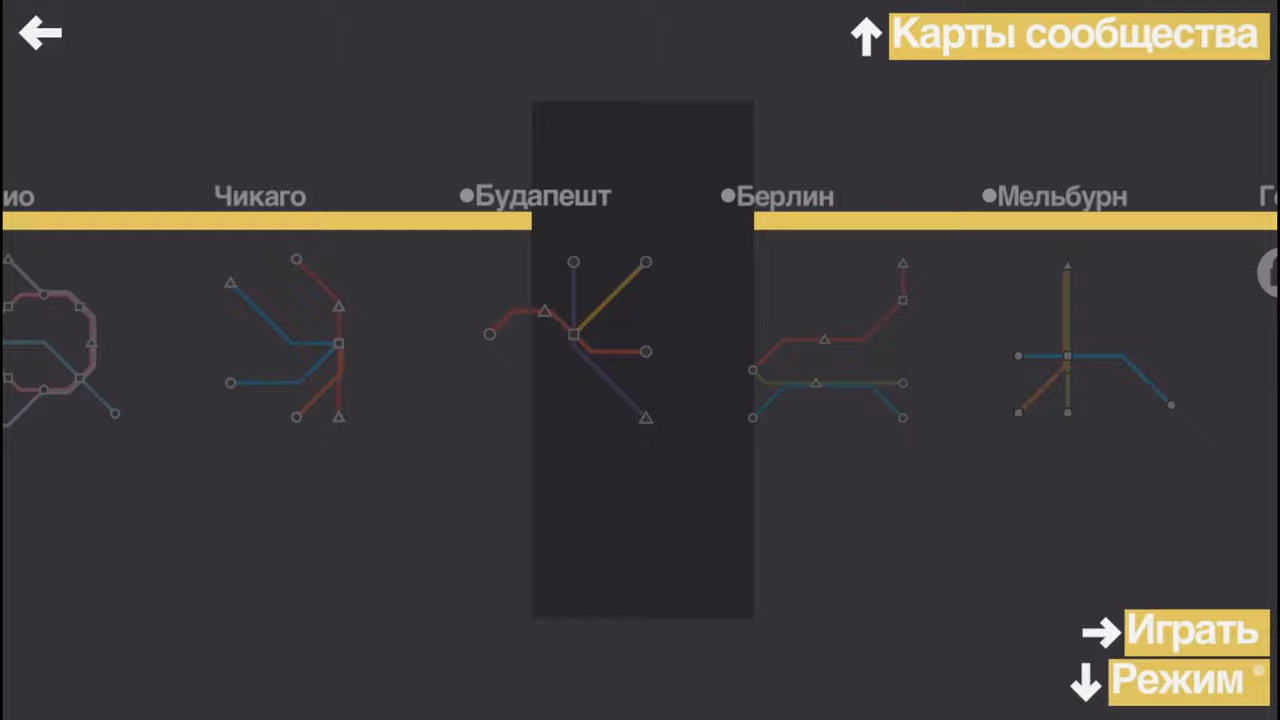 Карты сообщества
Чикаго
Будапешт
Берлин
Мельбурн
Играть
Режим